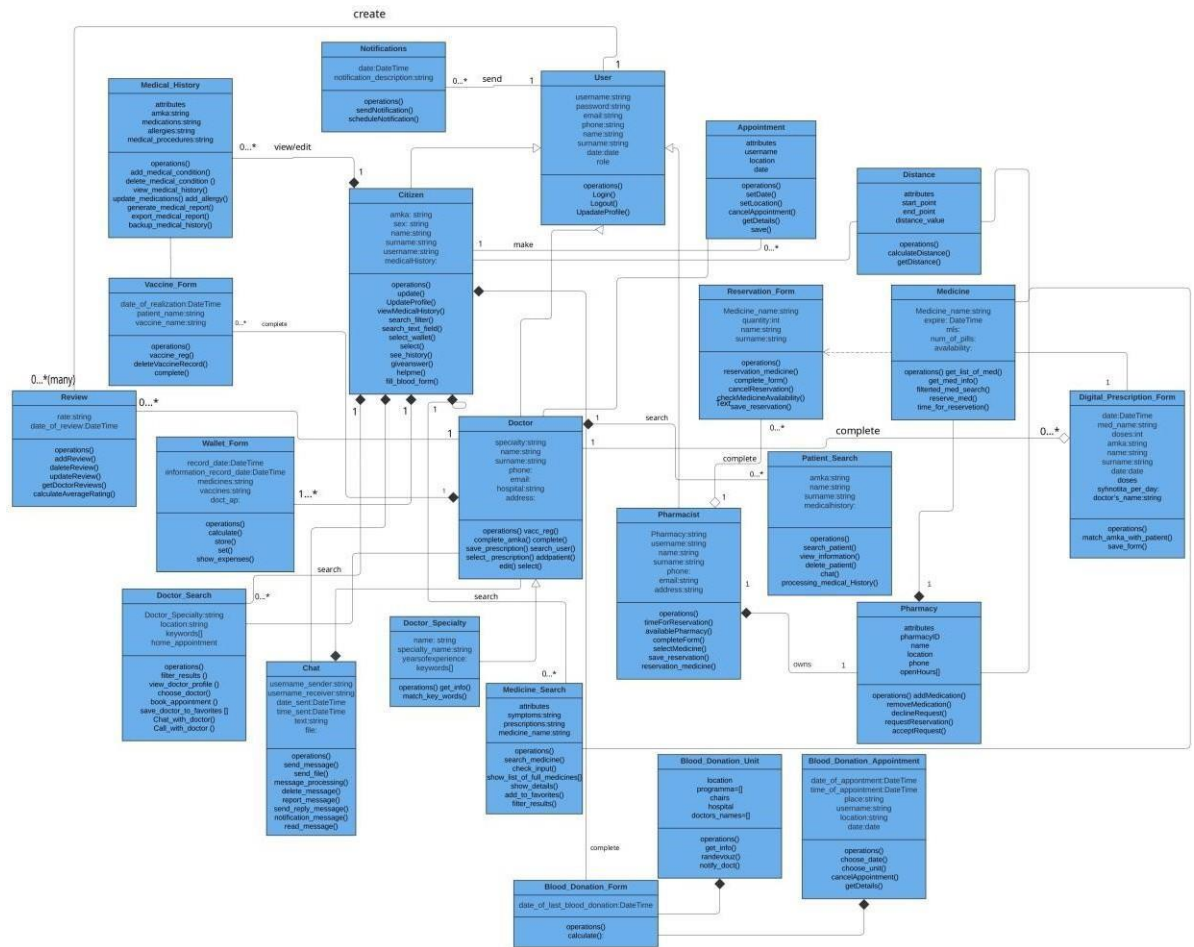 create
Notifications
date:DateTime
notification_description:string
operations()
sendNotification()
scheduleNotification()
0...*
send
1
1
User
username:string
password:string
email:string
phone:string
name:string
surname:string
date:date
role
operations()
Login()
Logout()
UpadateProfile()
Medical_History
attributes
amka:string
medications:string
allergies:string
medical_procedures:string
operations()
add_medical_condition()
delete_medical_condition ()
view_medical_history()
update_medications() add_allergy()
generate_medical_report()
export_medical_report()
backup_medical_history()
0...*
view/edit
1
Appointment
attributes
username
location
date
operations()
setDate()
setLocation()
cancelAppointment()
getDetails()
save()
Distance
attributes
start_point
end_point
distance_value
operations()
calculateDistance()
getDistance()
Citizen
amka: string
sex: string
name:string
surname:string
username:string
medicalHistory:
operations()
update()
UpdateProfile()
viewMedicalHistory()
search_filter()
search_text_field()
select_wallet()
select()
see_history()
giveanswer()
helpme()
fill_blood_form()
1
make
0...*
Vaccine_Form
date_of_realization:DateTime
patient_name:string
vaccine_name:string
operations()
vaccine_reg()
deleteVaccineRecord()
complete()
0...*
complete
1
Reservation_Form
Medicine_name:string
quantity:int
name:string
surname:string
operations()
reservation_medicine()
complete_form()
cancelReservation()
checkMedicineAvailability()
Text
save_reservation()
0...*
complete
1
Medicine
Medicine_name:string
expire: DateTime
mls:
num_of_pills:
availability:
operations() get_list_of_med()
get_med_info()
filterted_med_search()
reserve_med()
time_for_reservetion()
0...*(many)
Review
rate:string
date_of_review:DateTime
operations()
addReview()
daleteReview()
updateReview()
getDoctorReviews()
calculateAverageRating()
0...*
1
1
Digital_Prescription_Form
date:DateTime
med_name:string
doses:int
amka:string
name:string
surname:string
date:date
doses
syfinotita_per_day:
doctor's_name:string
operations()
match_amka_with_patient()
save_form()
1
complete
0...*
Wallet_Form
record_date:DateTime
information_record_date:DateTime
medicines:string
vaccines:string
doct_ap:
operations()
calculate()
store()
set()
show_expenses()
1...*
1
1
1
Doctor
specialty:string
name:string
surname:string
phone:
email:
hospital:string
address:
operations() vacc_reg()
complete_amka() complete()
save_prescription() search_user()
select_ prescription() addpatient()
edit() select()
1
search
0...*
Patient_Search
amka:string
name:string
surname:string
medicalhistory:
operations()
search_patient()
view_information()
delete_patient()
chat()
processing_medical_History()
Pharmacist
Pharmacy:string
username:string
name:string
surname:string
phone:
email:string
address:string
operations()
timeForReservation()
availablePharmacy()
completeForm()
selectMedicine()
save_reservation()
reservation_medicine()
1
owns
1
1
Pharmacy
attributes
pharmacyID
name
location
phone
openHours[]
operations() addMedication()
removeMedication()
declineRequest()
requestReservation()
acceptRequest()
search
0...*
Doctor_Search
Doctor_Specialty:string
location:string
keywords[]
home_appointment
operations()
filter_results ()
view_doctor_profile ()
choose_doctor()
book_appointment ()
save_doctor_to_favorites []
Chat_with_doctor()
Call_with_doctor ()
Chat
username_sender:string
username_receiver:string
date_sent:DateTime
time_sent:DateTime
text:string
file:
operations()
send_message()
send_file()
message_processing()
delete_message()
report_message()
send_reply_message()
notification_message()
read_message()
search
Doctor_Specialty
name: string
specialty_name:string
yearsofexperience:
keywords[]
operations() get_info()
match_key_words()
0...*
Medicine_Search
attributes
symptoms:string
prescriptions:string
medicine_name:string
operations()
search_medicine()
check_input()
show_list_of_full_medicines[]
show_details()
add_to_favorites()
filter_results()
Blood_Donation_Unit
location
programma=[]
chairs
hospital
doctors_names=[]
operations()
get_info()
randevouz()
notify_doct()
Blood_Donation_Appointment
date_of_appontment:DateTime
time_of_appointment:DateTime
place:string
username:string
location:string
date:date
operations()
choose_date()
choose_unit()
cancelAppointment()
getDetails()
complete
Blood_Donation_Form
date_of_last_blood_donation:DateTime
operations()
calculate():